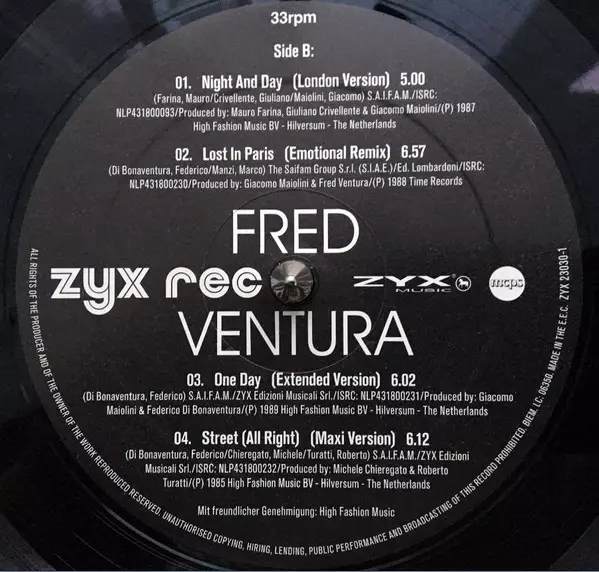 33rpm
Side B:
01. Night And Day (London Version) 5.00
(Farina, Mauro/Crivellente, Giuliano/Maiolini, Giacomo) S.A.I.F.A.M./ISRC:
NLP431800093/Produced by: Mauro Farina, Giuliano Crivellente & Giacomo Maiolini/(P) 1987
High Fashion Music BV - Hilversum - The Netherlands
02. Lost In Paris (Emotional Remix) 6.57
(Di Bonaventura, Federico/Manzi, Marco) The Saifam Group S.r.l. (S.I.A.E.)/Ed. Lombardoni/ISRC:
NLP431800230/Produced by: Giacomo Maiolini & Fred Ventura/(P) 1988 Time Records
FRED
zyx rec
ZYX®
MUSIC
mcps
VENTURA
03. One Day (Extended Version) 6.02
(Di Bonaventura, Federico) S.A.I.F.A.M./ZYX Edizioni Musicali Srl./ISRC: NLP431800231/Produced by: Giacomo
Maiolini & Federico Di Bonaventura/(P) 1989 High Fashion Music BV - Hilversum - The Netherlands
04. Street (All Right) (Maxi Version) 6.12
(Di Bonaventura, Federico/Chieregato, Michele/Turatti, Roberto) S.A.I.F.A.M./ZYX Edizioni
Musicali Srl./ISRC: NLP431800232/Produced by: Michele Chieregato & Roberto
Turatti/(P) 1985 High Fashion Music BV - Hilversum - The Netherlands
Mit freundlicher Genehmigung: High Fashion Music
ALL RIGHTS OF THE PRODUCER AND OF THE OWNER OF THE WORK REPRODUCED RESERVED. UNAUTHORISED COPYING, HIRING, LENDING, PUBLIC PERFORMANCE AND BROADCASTING OF THIS RECORD PROHIBITED. BIEM. LC: 06350. MADE IN THE E.E.C. ZYX 23030-1